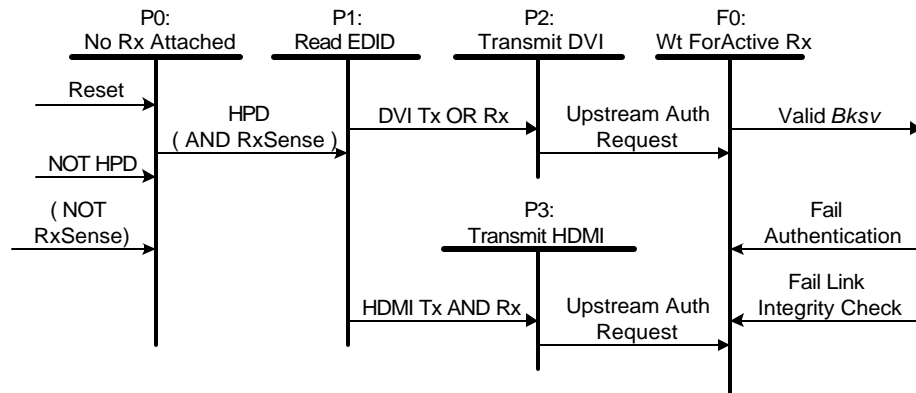 P0:
No Rx Attached
P1:
Read EDID
P2:
Transmit DVI
F0:
Wt ForActive Rx
Reset
HPD
( AND RxSense )
DVI Tx OR Rx
Upstream Auth
Request
Valid Bksv
NOT HPD
( NOT
RxSense)
P3:
Transmit HDMI
Fail
Authentication
HDMI Tx AND Rx
Upstream Auth
Request
Fail Link
Integrity Check